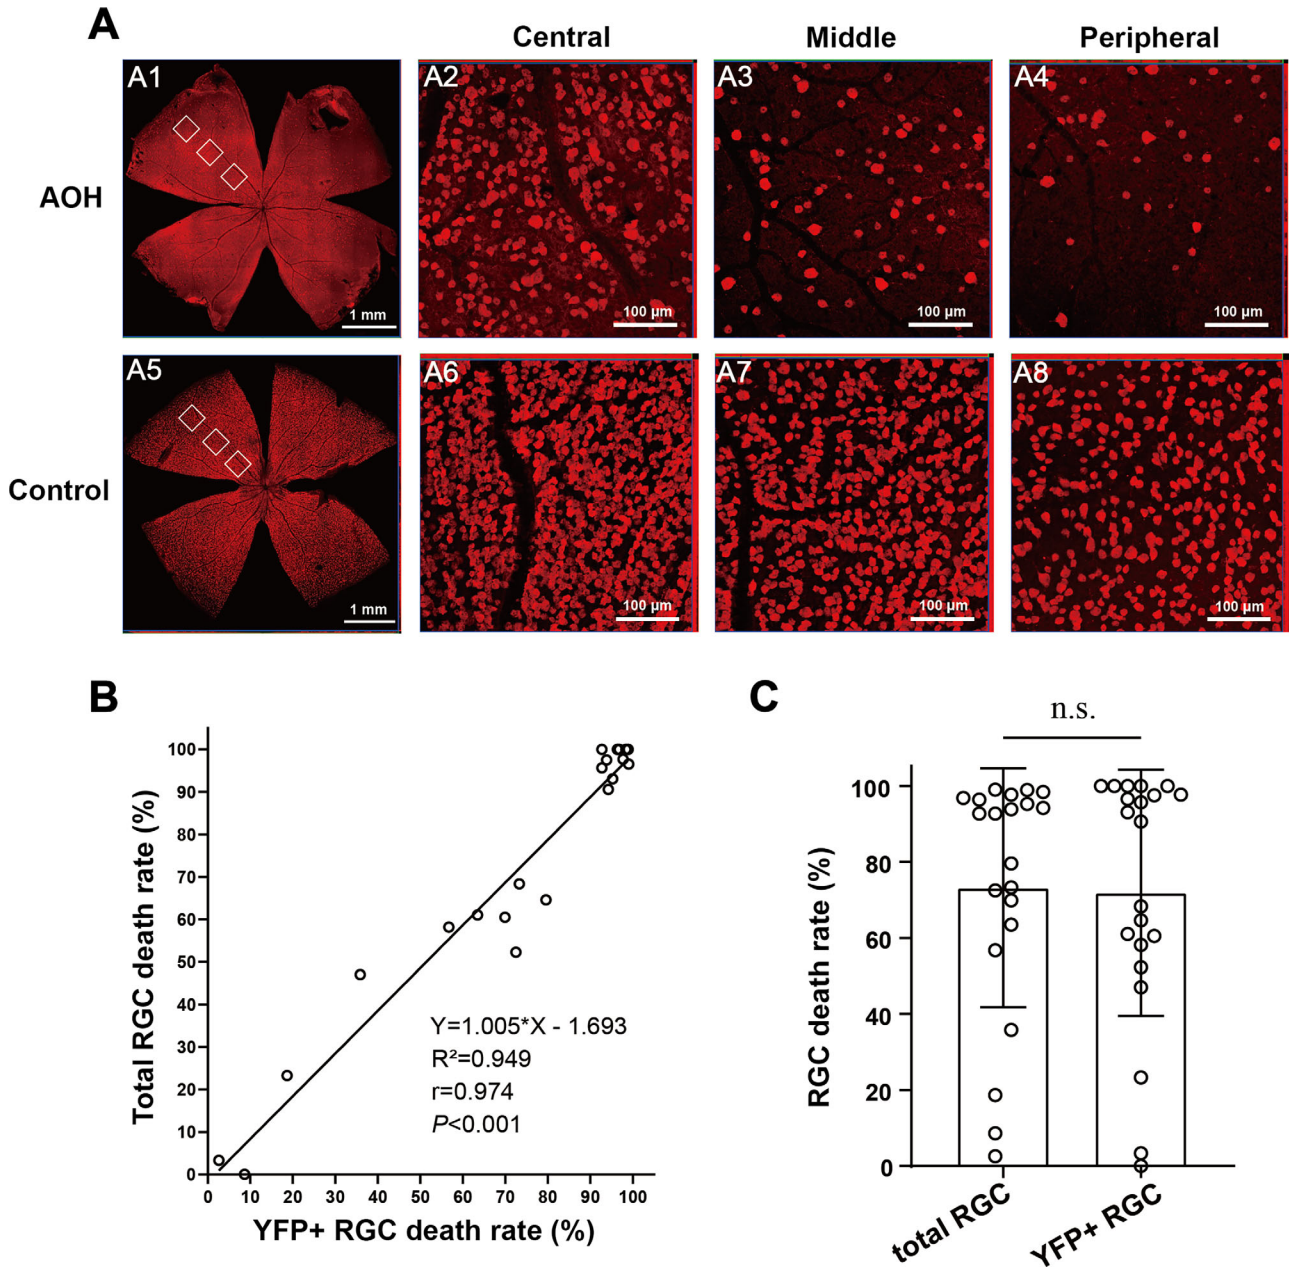 A
Central
Middle
Peripheral
AOH
A1
1 mm
A2
100 µm
A3
100 µm
A4
100 µm
Control
A5
1 mm
A6
100 µm
A7
100 µm
A8
100 µm
B
Total RGC death rate (%)
100
90
80
70
60
50
40
30
20
10
0
Y=1.005*X - 1.693
R²=0.949
r=0.974
P<0.001
0 10 20 30 40 50 60 70 80 90 100
YFP+ RGC death rate (%)
C
n.s.
RGC death rate (%)
100
80
60
40
20
0
total RGC
YFP+ RGC